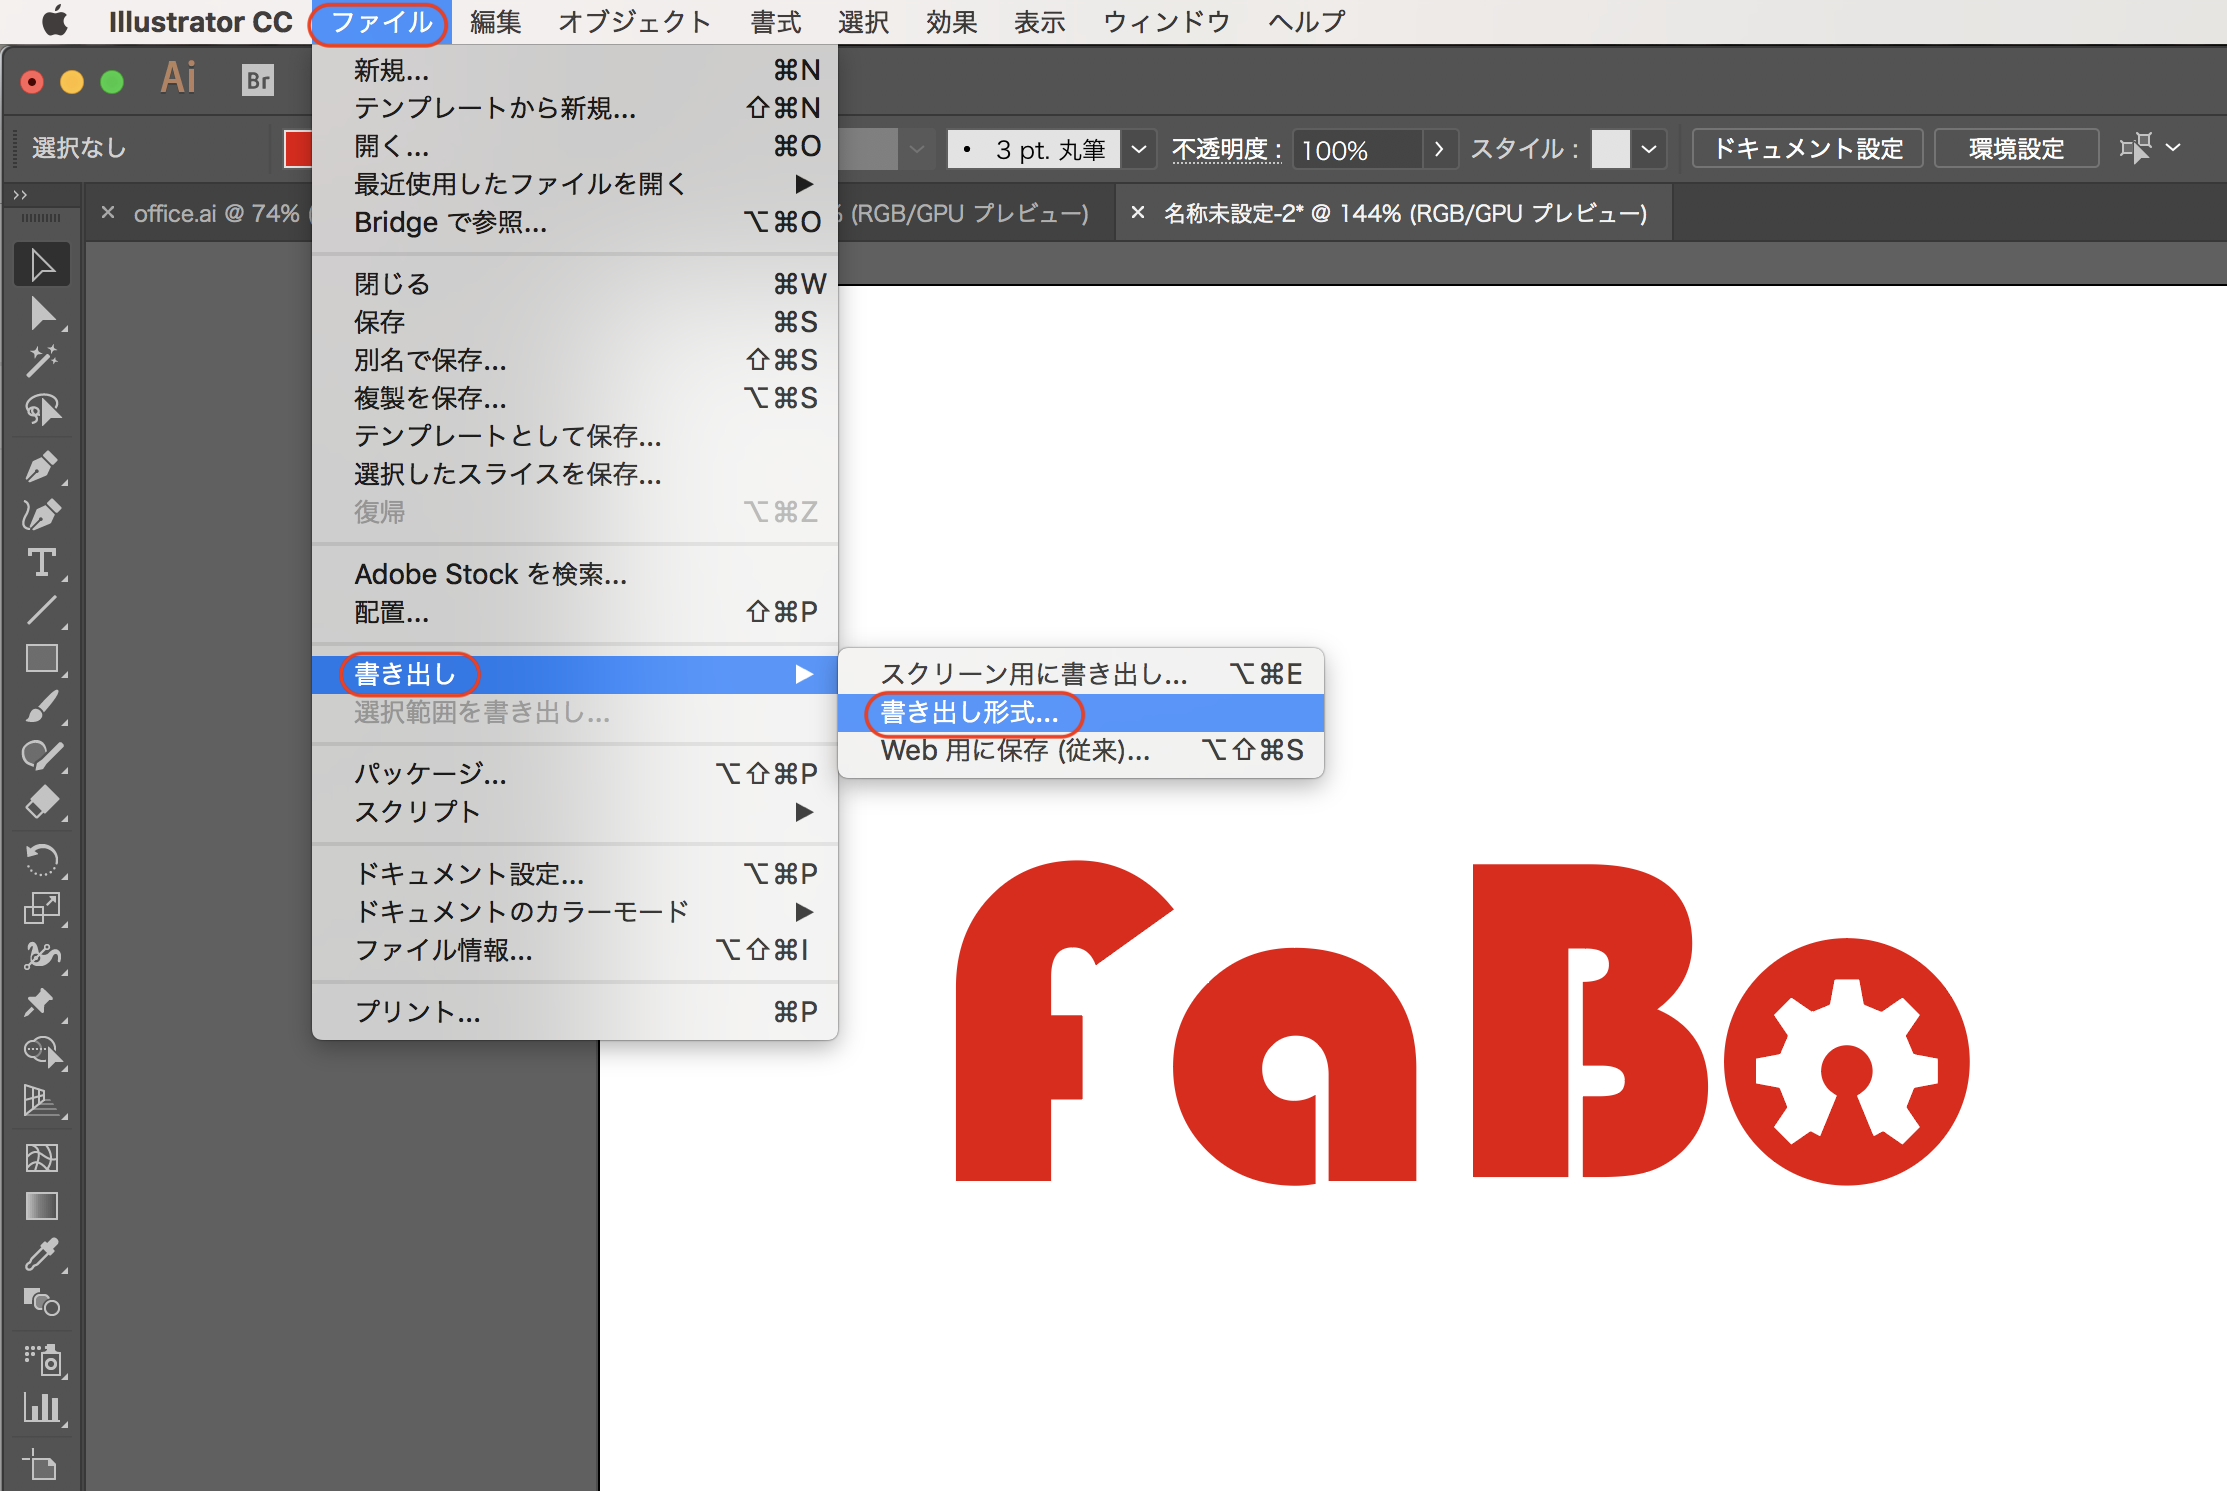 Illustrator CC ファイル 編集 オブジェクト 書式 選択 効果 表示 ウィンドウ ヘルプ
Ai Br
選択なし
• 3 pt. 丸筆 不透明度 : 100% スタイル : ドキュメント設定 環境設定
× office.ai @ 74% (
% (RGB/GPU プレビュー)
× 名称未設定-2* @ 144% (RGB/GPU プレビュー)
新規... ⌘N
テンプレートから新規... ⇧⌘N
開く... ⌘O
最近使用したファイルを開く ▶
Bridge で参照... ⌥⌘O
閉じる ⌘W
保存 ⌘S
別名で保存... ⇧⌘S
複製を保存... ⌥⌘S
テンプレートとして保存...
選択したスライスを保存...
復帰 ⌥⌘Z
Adobe Stock を検索...
配置... ⇧⌘P
書き出し ▶
選択範囲を書き出し...
パッケージ... ⌥⇧⌘P
スクリプト ▶
ドキュメント設定... ⌥⌘P
ドキュメントのカラーモード ▶
ファイル情報... ⌥⇧⌘I
プリント... ⌘P
スクリーン用に書き出し... ⌥⌘E
書き出し形式...
Web 用に保存 (従来)... ⌥⇧⌘S
FaBo